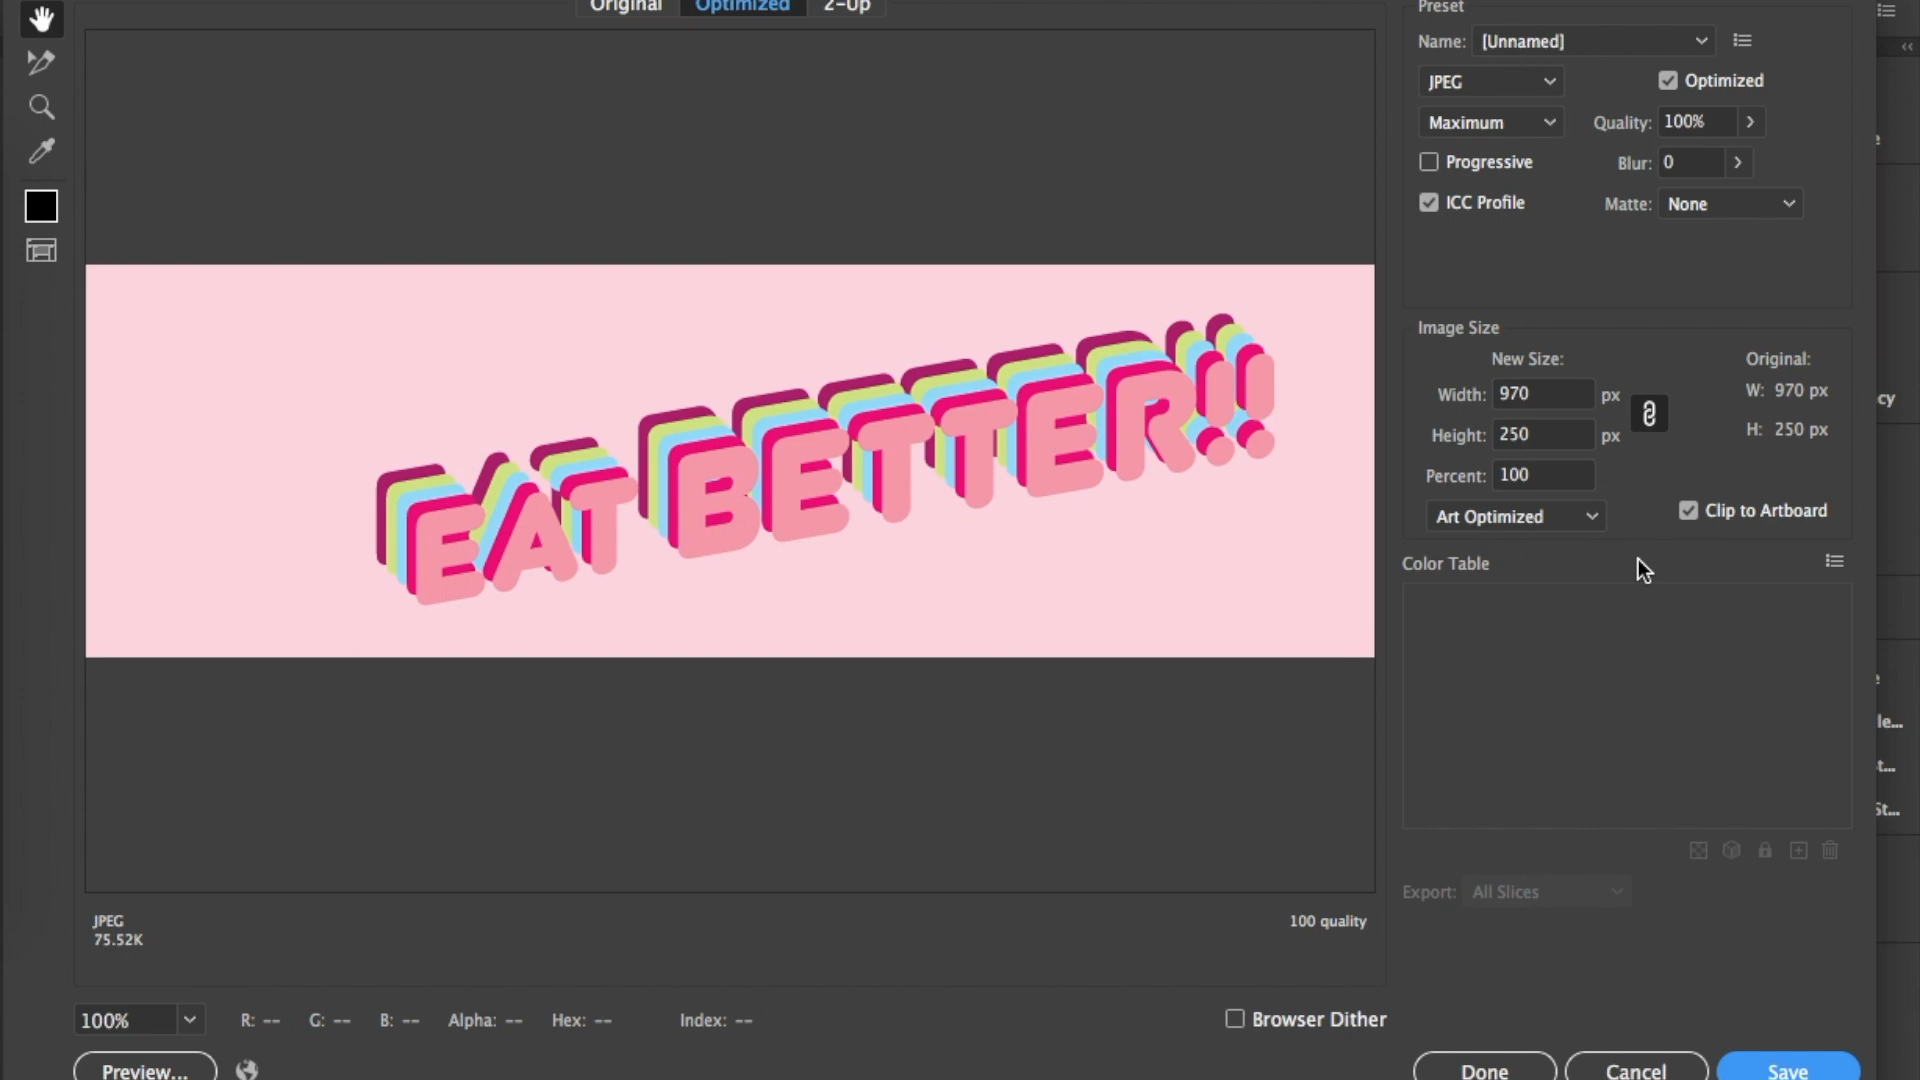 Original Optimized 2-Up
Preset
Name: [Unnamed]
JPEG Optimized
Maximum Quality: 100%
Progressive Blur: 0
ICC Profile Matte: None
EAT BETTER!!
Image Size
New Size: Original:
Width: 970 px W: 970 px
Height: 250 px H: 250 px
Percent: 100
Art Optimized Clip to Artboard
Color Table
Export: All Slices
JPEG 100 quality
75.52K
100% R: -- G: -- B: -- Alpha: -- Hex: -- Index: -- Browser Dither
Preview... Done Cancel Save